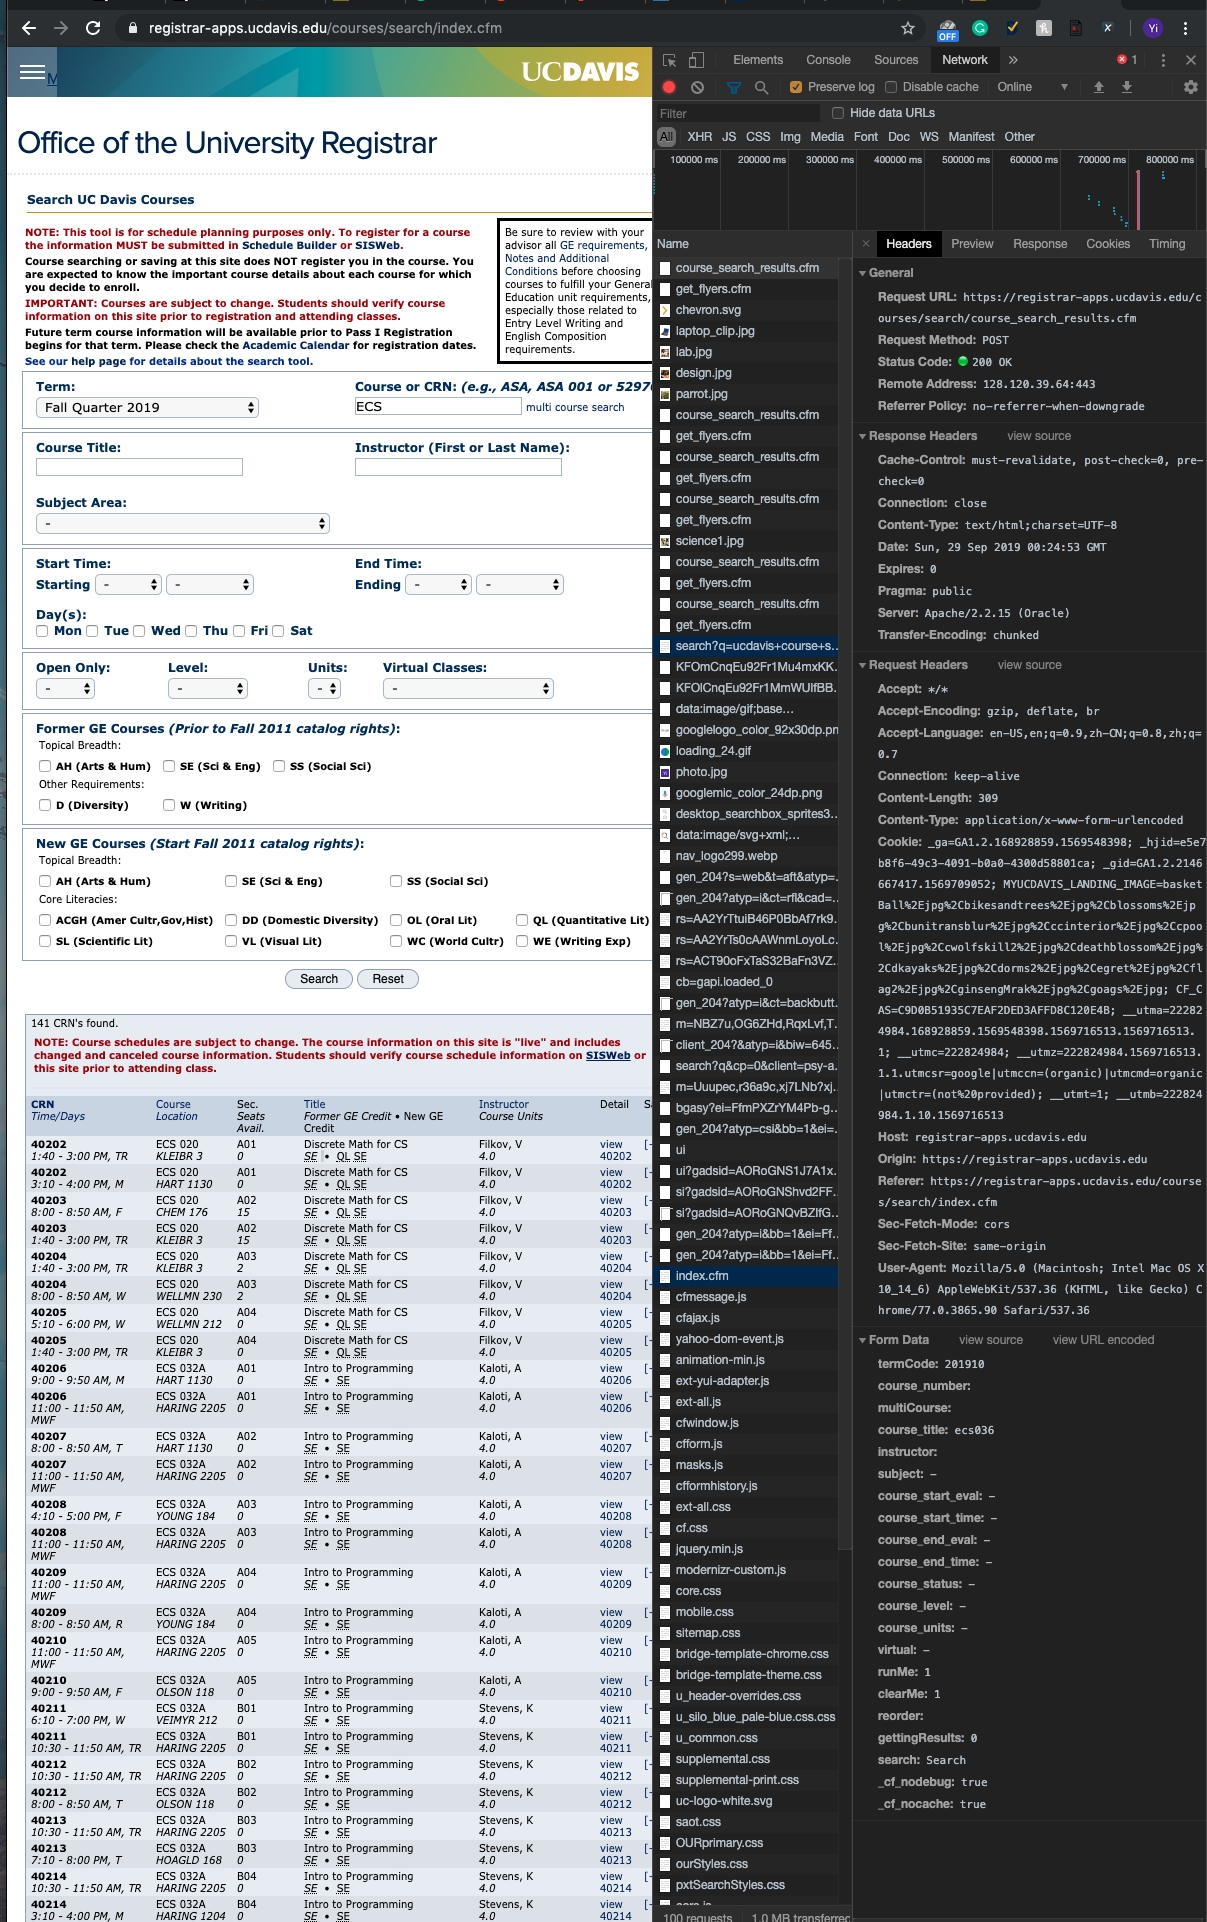 registrar-apps.ucdavis.edu/courses/search/index.cfm
OFF
Yi
M
UCDAVIS
Office of the University Registrar
Search UC Davis Courses
NOTE: This tool is for schedule planning purposes only. To register for a course
the information MUST be submitted in Schedule Builder or SISWeb.
Course searching or saving at this site does NOT register you in the course. You
are expected to know the important course details about each course for which
you decide to enroll.
IMPORTANT: Courses are subject to change. Students should verify course
information on this site prior to registration and attending classes.
Future term course information will be available prior to Pass I Registration
begins for that term. Please check the Academic Calendar for registration dates.
See our help page for details about the search tool.
Be sure to review with your
advisor all GE requirements,
Notes and Additional
Conditions before choosing
courses to fulfill your General
Education unit requirements,
especially those related to
Entry Level Writing and
English Composition
requirements.
Term:
Course or CRN: (e.g., ASA, ASA 001 or 5297
Fall Quarter 2019
ECS
multi course search
Course Title:
Instructor (First or Last Name):
Subject Area:
-
Start Time:
End Time:
Starting - -
Ending - -
Day(s):
Mon Tue Wed Thu Fri Sat
Open Only: Level: Units: Virtual Classes:
- - - -
Former GE Courses (Prior to Fall 2011 catalog rights):
Topical Breadth:
AH (Arts & Hum) SE (Sci & Eng) SS (Social Sci)
Other Requirements:
D (Diversity) W (Writing)
New GE Courses (Start Fall 2011 catalog rights):
Topical Breadth:
AH (Arts & Hum) SE (Sci & Eng) SS (Social Sci)
Core Literacies:
ACGH (Amer Cultr,Gov,Hist) DD (Domestic Diversity) OL (Oral Lit) QL (Quantitative Lit)
SL (Scientific Lit) VL (Visual Lit) WC (World Cultr) WE (Writing Exp)
Search Reset
141 CRN's found.
NOTE: Course schedules are subject to change. The course information on this site is "live" and includes
changed and canceled course information. Students should verify course schedule information on SISWeb or
this site prior to attending class.
CRN Course Sec. Title Instructor Detail S
Time/Days Location Seats Former GE Credit • New GE Course Units
Avail. Credit
40202 ECS 020 A01 Discrete Math for CS Filkov, V view [-
1:40 - 3:00 PM, TR KLEIBR 3 0 SE • QL SE 4.0 40202
40202 ECS 020 A01 Discrete Math for CS Filkov, V view [-
3:10 - 4:00 PM, M HART 1130 0 SE • QL SE 4.0 40202
40203 ECS 020 A02 Discrete Math for CS Filkov, V view [-
8:00 - 8:50 AM, F CHEM 176 15 SE • QL SE 4.0 40203
40203 ECS 020 A02 Discrete Math for CS Filkov, V view [-
1:40 - 3:00 PM, TR KLEIBR 3 15 SE • QL SE 4.0 40203
40204 ECS 020 A03 Discrete Math for CS Filkov, V view [-
1:40 - 3:00 PM, TR KLEIBR 3 2 SE • QL SE 4.0 40204
40204 ECS 020 A03 Discrete Math for CS Filkov, V view [-
8:00 - 8:50 AM, W WELLMN 230 2 SE • QL SE 4.0 40204
40205 ECS 020 A04 Discrete Math for CS Filkov, V view [-
5:10 - 6:00 PM, W WELLMN 212 0 SE • QL SE 4.0 40205
40205 ECS 020 A04 Discrete Math for CS Filkov, V view [-
1:40 - 3:00 PM, TR KLEIBR 3 0 SE • QL SE 4.0 40205
40206 ECS 032A A01 Intro to Programming Kaloti, A view [-
9:00 - 9:50 AM, M HART 1130 0 SE • SE 4.0 40206
40206 ECS 032A A01 Intro to Programming Kaloti, A view [-
11:00 - 11:50 AM, HARING 2205 0 SE • SE 4.0 40206
MWF
40207 ECS 032A A02 Intro to Programming Kaloti, A view [-
8:00 - 8:50 AM, T HART 1130 0 SE • SE 4.0 40207
40207 ECS 032A A02 Intro to Programming Kaloti, A view [-
11:00 - 11:50 AM, HARING 2205 0 SE • SE 4.0 40207
MWF
40208 ECS 032A A03 Intro to Programming Kaloti, A view [-
4:10 - 5:00 PM, F YOUNG 184 0 SE • SE 4.0 40208
40208 ECS 032A A03 Intro to Programming Kaloti, A view [-
11:00 - 11:50 AM, HARING 2205 0 SE • SE 4.0 40208
MWF
40209 ECS 032A A04 Intro to Programming Kaloti, A view [-
11:00 - 11:50 AM, HARING 2205 0 SE • SE 4.0 40209
MWF
40209 ECS 032A A04 Intro to Programming Kaloti, A view [-
8:00 - 8:50 AM, R YOUNG 184 0 SE • SE 4.0 40209
40210 ECS 032A A05 Intro to Programming Kaloti, A view [-
11:00 - 11:50 AM, HARING 2205 0 SE • SE 4.0 40210
MWF
40210 ECS 032A A05 Intro to Programming Kaloti, A view [-
9:00 - 9:50 AM, F OLSON 118 0 SE • SE 4.0 40210
40211 ECS 032A B01 Intro to Programming Stevens, K view [-
6:10 - 7:00 PM, W VEIMYR 212 0 SE • SE 4.0 40211
40211 ECS 032A B01 Intro to Programming Stevens, K view [-
10:30 - 11:50 AM, TR HARING 2205 0 SE • SE 4.0 40211
40212 ECS 032A B02 Intro to Programming Stevens, K view [-
10:30 - 11:50 AM, TR HARING 2205 0 SE • SE 4.0 40212
40212 ECS 032A B02 Intro to Programming Stevens, K view [-
8:00 - 8:50 AM, T OLSON 118 0 SE • SE 4.0 40212
40213 ECS 032A B03 Intro to Programming Stevens, K view [-
10:30 - 11:50 AM, TR HARING 2205 0 SE • SE 4.0 40213
40213 ECS 032A B03 Intro to Programming Stevens, K view [-
7:10 - 8:00 PM, T HOAGLD 168 0 SE • SE 4.0 40213
40214 ECS 032A B04 Intro to Programming Stevens, K view [-
10:30 - 11:50 AM, TR HARING 2205 0 SE • SE 4.0 40214
40214 ECS 032A B04 Intro to Programming Stevens, K view [-
3:10 - 4:00 PM, M HARING 1204 0 SE • SE 4.0 40214
Elements Console Sources Network » 1
Preserve log Disable cache Online
Filter Hide data URLs
All XHR JS CSS Img Media Font Doc WS Manifest Other
100000 ms 200000 ms 300000 ms 400000 ms 500000 ms 600000 ms 700000 ms 800000 ms
Name
course_search_results.cfm
get_flyers.cfm
chevron.svg
laptop_clip.jpg
lab.jpg
design.jpg
parrot.jpg
course_search_results.cfm
get_flyers.cfm
course_search_results.cfm
get_flyers.cfm
course_search_results.cfm
get_flyers.cfm
science1.jpg
course_search_results.cfm
get_flyers.cfm
course_search_results.cfm
get_flyers.cfm
search?q=ucdavis+course+s...
KFOmCnqEu92Fr1Mu4mxKK.
KFOlCnqEu92Fr1MmWUlfBB.
data:image/gif;base...
googlelogo_color_92x30dp.pn
loading_24.gif
photo.jpg
googlemic_color_24dp.png
desktop_searchbox_sprites3...
data:image/svg+xml;...
nav_logo299.webp
gen_204?s=web&t=aft&atyp=.
gen_204?atyp=i&ct=rfl&cad=...
rs=AA2YrTtuiB46P0BbAf7rk9.
rs=AA2YrTs0cAAWnmLoyoLc.
rs=ACT90oFxTaS32BaFn3VZ..
cb=gapi.loaded_0
gen_204?atyp=i&ct=backbutt.
m=NBZ7u,OG6ZHd,RqxLvf,T.
client_204?&atyp=i&biw=645..
search?q&cp=0&client=psy-a.
m=Uuupec,r36a9c,xj7LNb?xj..
bgasy?ei=FfmPXZrYM4Pb-g..
gen_204?atyp=csi&bb=1&ei=..
ui
ui?gadsid=AORoGNS1J7A1x.
si?gadsid=AORoGNShvd2FF.
si?gadsid=AORoGNQvBZIfG..
gen_204?atyp=i&bb=1&ei=Ff...
gen_204?atyp=i&bb=1&ei=Ff...
index.cfm
cfmessage.js
cfajax.js
yahoo-dom-event.js
animation-min.js
ext-yui-adapter.js
ext-all.js
cfwindow.js
cfform.js
masks.js
cfformhistory.js
ext-all.css
cf.css
jquery.min.js
modernizr-custom.js
core.css
mobile.css
sitemap.css
bridge-template-chrome.css
bridge-template-theme.css
u_header-overrides.css
u_silo_blue_pale-blue.css.css
u_common.css
supplemental.css
supplemental-print.css
uc-logo-white.svg
saot.css
OURprimary.css
ourStyles.css
pxtSearchStyles.css
100 requests 1.0 MB transferred
Headers Preview Response Cookies Timing
General
Request URL: https://registrar-apps.ucdavis.edu/c
ourses/search/course_search_results.cfm
Request Method: POST
Status Code: 200 OK
Remote Address: 128.120.39.64:443
Referrer Policy: no-referrer-when-downgrade
Response Headers view source
Cache-Control: must-revalidate, post-check=0, pre-
check=0
Connection: close
Content-Type: text/html;charset=UTF-8
Date: Sun, 29 Sep 2019 00:24:53 GMT
Expires: 0
Pragma: public
Server: Apache/2.2.15 (Oracle)
Transfer-Encoding: chunked
Request Headers view source
Accept: */*
Accept-Encoding: gzip, deflate, br
Accept-Language: en-US,en;q=0.9,zh-CN;q=0.8,zh;q=
0.7
Connection: keep-alive
Content-Length: 309
Content-Type: application/x-www-form-urlencoded
Cookie: _ga=GA1.2.168928859.1569548398; _hjid=e5e7
b8f6-49c3-4091-b0a0-4300d58801ca; _gid=GA1.2.2146
667417.1569709052; MYUCDAVIS_LANDING_IMAGE=basket
Ball%2Ejpg%2Cbikesandtrees%2Ejpg%2Cblossoms%2Ejp
g%2Cbunitransblur%2Ejpg%2Cccinterior%2Ejpg%2Ccpoo
l%2Ejpg%2Ccwolfskill2%2Ejpg%2Cdeathblossom%2Ejpg%
2Cdkayaks%2Ejpg%2Cdorms2%2Ejpg%2Cegret%2Ejpg%2Cfl
ag2%2Ejpg%2CginsengMrak%2Ejpg%2Cgoags%2Ejpg; CF_C
AS=C9D0B51935C7EAF2DED3AFFD8C120E4B; __utma=22282
4984.168928859.1569548398.1569716513.1569716513.
1; __utmc=222824984; __utmz=222824984.1569716513.
1.1.utmcsr=google|utmccn=(organic)|utmcmd=organic
|utmctr=(not%20provided); __utmt=1; __utmb=222824
984.1.10.1569716513
Host: registrar-apps.ucdavis.edu
Origin: https://registrar-apps.ucdavis.edu
Referer: https://registrar-apps.ucdavis.edu/course
s/search/index.cfm
Sec-Fetch-Mode: cors
Sec-Fetch-Site: same-origin
User-Agent: Mozilla/5.0 (Macintosh; Intel Mac OS X
10_14_6) AppleWebKit/537.36 (KHTML, like Gecko) C
hrome/77.0.3865.90 Safari/537.36
Form Data view source view URL encoded
termCode: 201910
course_number:
multiCourse:
course_title: ecs036
instructor:
subject: -
course_start_eval: -
course_start_time: -
course_end_eval: -
course_end_time: -
course_status: -
course_level: -
course_units: -
virtual: -
runMe: 1
clearMe: 1
reorder:
gettingResults: 0
search: Search
_cf_nodebug: true
_cf_nocache: true